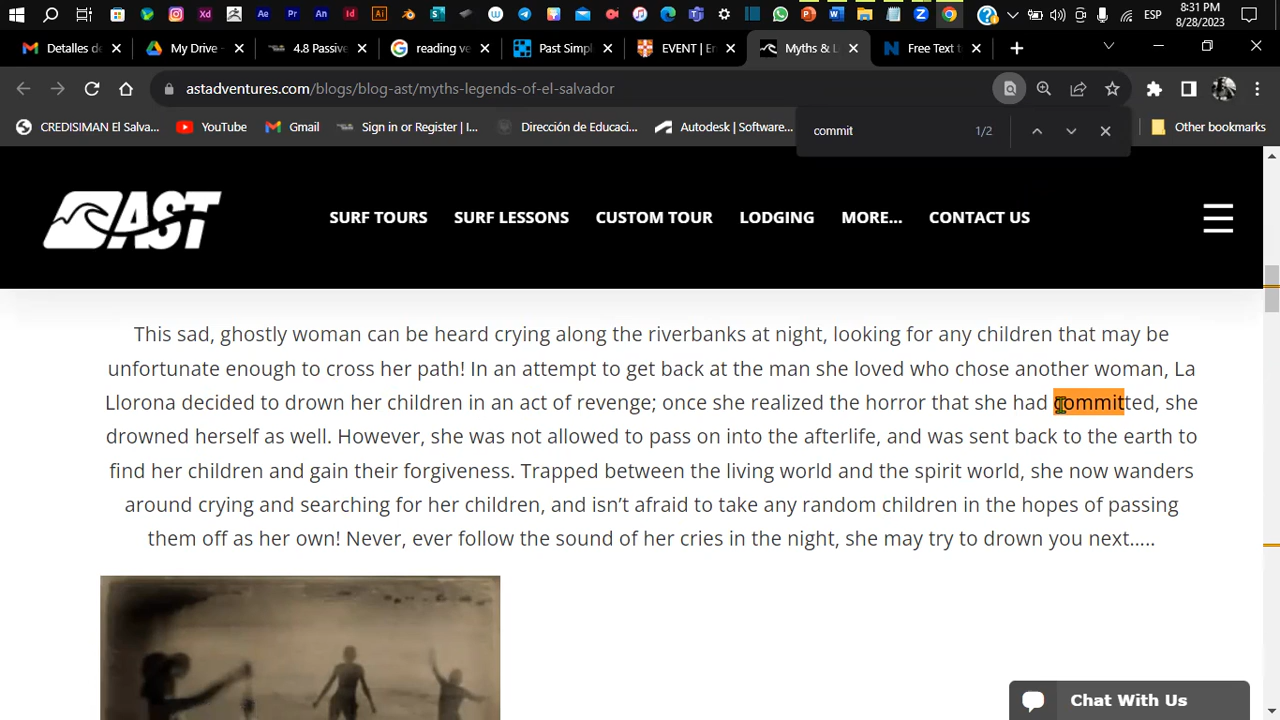 8:31 PM
ESP
8/28/2023
Detalles de
My Drive -
4.8 Passive
reading ve
Past Simpl
EVENT | En
Myths & L
Free Text t
astadventures.com/blogs/blog-ast/myths-legends-of-el-salvador
CREDISIMAN El Salva...
YouTube
Gmail
Sign in or Register | I...
Dirección de Educaci...
Autodesk | Software...
Other bookmarks
commit
1/2
AST
SURF TOURS
SURF LESSONS
CUSTOM TOUR
LODGING
MORE...
CONTACT US
This sad, ghostly woman can be heard crying along the riverbanks at night, looking for any children that may be
unfortunate enough to cross her path! In an attempt to get back at the man she loved who chose another woman, La
Llorona decided to drown her children in an act of revenge; once she realized the horror that she had committed, she
drowned herself as well. However, she was not allowed to pass on into the afterlife, and was sent back to the earth to
find her children and gain their forgiveness. Trapped between the living world and the spirit world, she now wanders
around crying and searching for her children, and isn’t afraid to take any random children in the hopes of passing
them off as her own! Never, ever follow the sound of her cries in the night, she may try to drown you next.....
Chat With Us